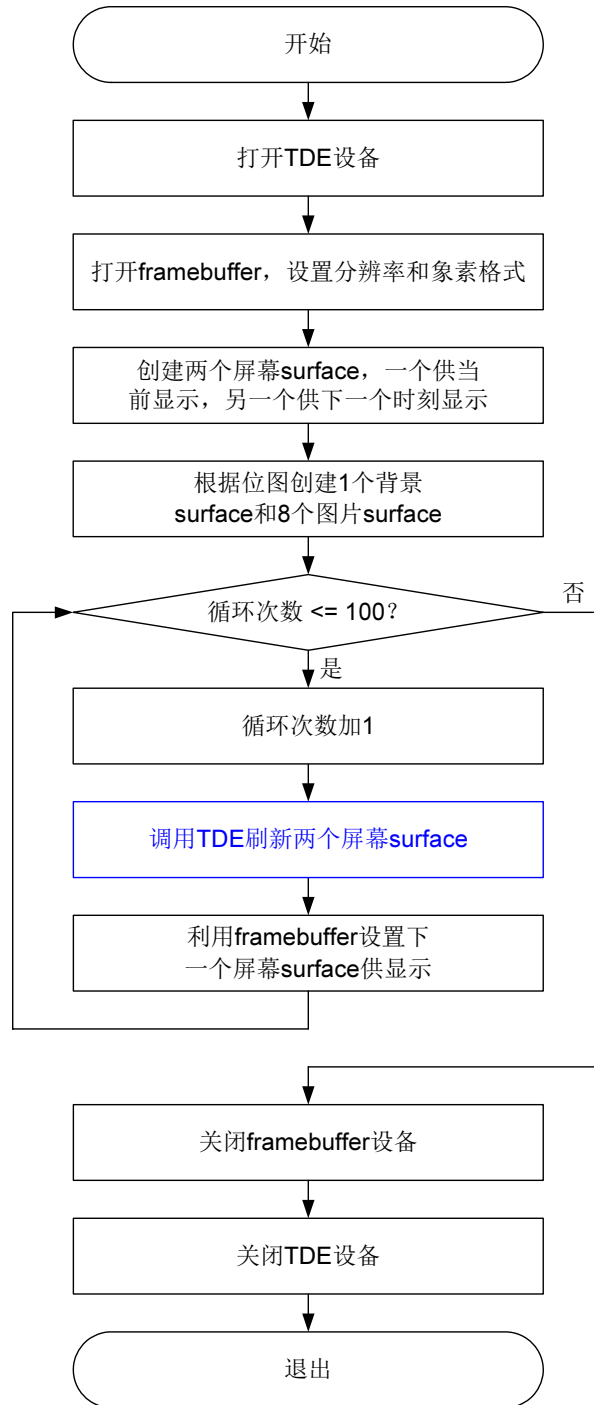 开始
打开TDE设备
打开framebuffer，设置分辨率和象素格式
创建两个屏幕surface，一个供当
前显示，另一个供下一个时刻显示
根据位图创建1个背景
surface和8个图片surface
循环次数 <= 100？
否
是
循环次数加1
调用TDE刷新两个屏幕surface
利用framebuffer设置下
一个屏幕surface供显示
关闭framebuffer设备
关闭TDE设备
退出